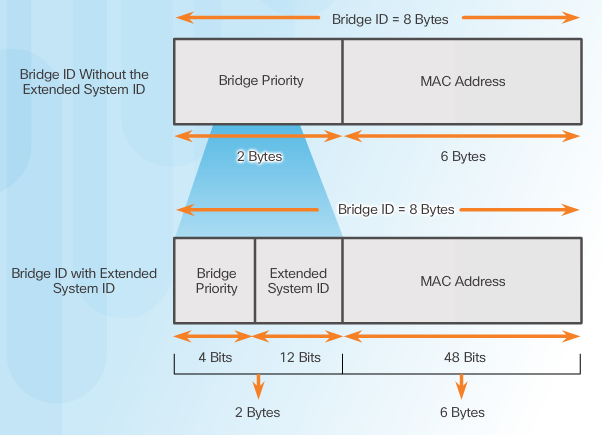 Bridge ID = 8 Bytes
Bridge ID Without the
Extended System ID
Bridge Priority
MAC Address
2 Bytes
6 Bytes
Bridge ID = 8 Bytes
Bridge ID with Extended
System ID
Bridge
Priority
Extended
System ID
MAC Address
4 Bits
12 Bits
48 Bits
2 Bytes
6 Bytes